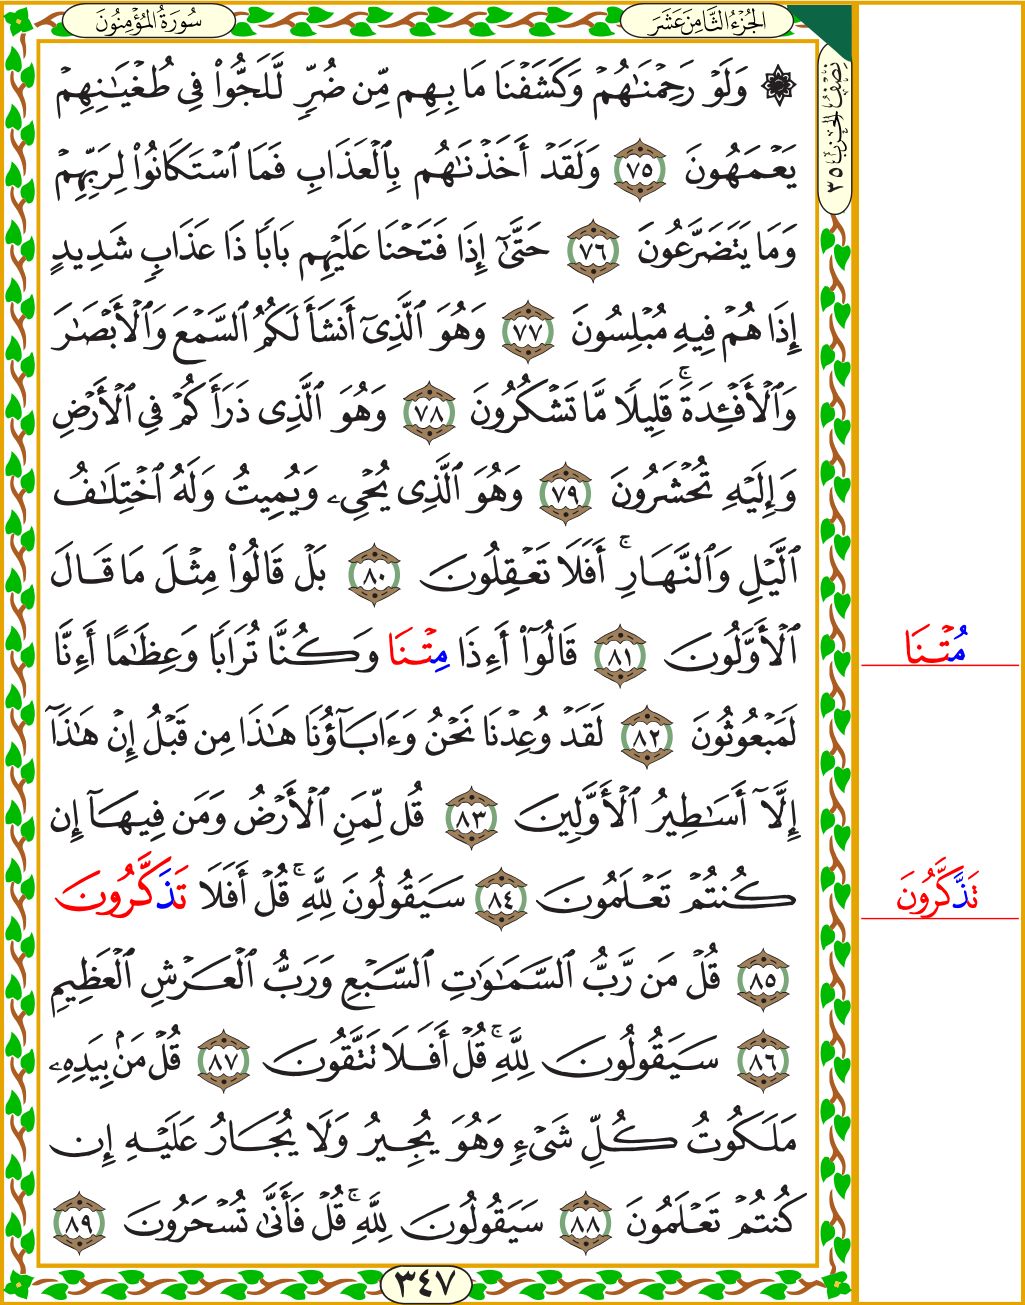 سُورَةُ المُؤْمِنُونَ
الجُزْءُ الثَّامِنَ عَشَرَ
نِصْفُ الحِزْبِ ٣٥
۞ وَلَوْ رَحِمْنَٰهُمْ وَكَشَفْنَا مَا بِهِم مِّن ضُرٍّ لَّلَجُّوا۟ فِى طُغْيَٰنِهِمْ
يَعْمَهُونَ ٧٥ وَلَقَدْ أَخَذْنَٰهُم بِٱلْعَذَابِ فَمَا ٱسْتَكَانُوا۟ لِرَبِّهِمْ
وَمَا يَتَضَرَّعُونَ ٧٦ حَتَّىٰٓ إِذَا فَتَحْنَا عَلَيْهِم بَابًا ذَا عَذَابٍ شَدِيدٍ
إِذَا هُمْ فِيهِ مُبْلِسُونَ ٧٧ وَهُوَ ٱلَّذِىٓ أَنشَأَ لَكُمُ ٱلسَّمْعَ وَٱلْأَبْصَٰرَ
وَٱلْأَفْـِٔدَةَ ۚ قَلِيلًا مَّا تَشْكُرُونَ ٧٨ وَهُوَ ٱلَّذِى ذَرَأَكُمْ فِى ٱلْأَرْضِ
وَإِلَيْهِ تُحْشَرُونَ ٧٩ وَهُوَ ٱلَّذِى يُحْىِۦ وَيُمِيتُ وَلَهُ ٱخْتِلَٰفُ
ٱلَّيْلِ وَٱلنَّهَارِ ۚ أَفَلَا تَعْقِلُونَ ٨٠ بَلْ قَالُوا۟ مِثْلَ مَا قَالَ
ٱلْأَوَّلُونَ ٨١ قَالُوٓا۟ أَءِذَا مِتْنَا وَكُنَّا تُرَابًا وَعِظَٰمًا أَءِنَّا
مُتْنَا
لَمَبْعُوثُونَ ٨٢ لَقَدْ وُعِدْنَا نَحْنُ وَءَابَآؤُنَا هَٰذَا مِن قَبْلُ إِنْ هَٰذَآ
إِلَّآ أَسَٰطِيرُ ٱلْأَوَّلِينَ ٨٣ قُل لِّمَنِ ٱلْأَرْضُ وَمَن فِيهَآ إِن
كُنتُمْ تَعْلَمُونَ ٨٤ سَيَقُولُونَ لِلَّهِ ۚ قُلْ أَفَلَا تَذَكَّرُونَ
تَذَّكَّرُونَ
٨٥ قُلْ مَن رَّبُّ ٱلسَّمَٰوَٰتِ ٱلسَّبْعِ وَرَبُّ ٱلْعَرْشِ ٱلْعَظِيمِ
٨٦ سَيَقُولُونَ لِلَّهِ ۚ قُلْ أَفَلَا تَتَّقُونَ ٨٧ قُلْ مَنۢ بِيَدِهِۦ
مَلَكُوتُ كُلِّ شَىْءٍ وَهُوَ يُجِيرُ وَلَا يُجَارُ عَلَيْهِ إِن
كُنتُمْ تَعْلَمُونَ ٨٨ سَيَقُولُونَ لِلَّهِ ۚ قُلْ فَأَنَّىٰ تُسْحَرُونَ ٨٩
٣٤٧